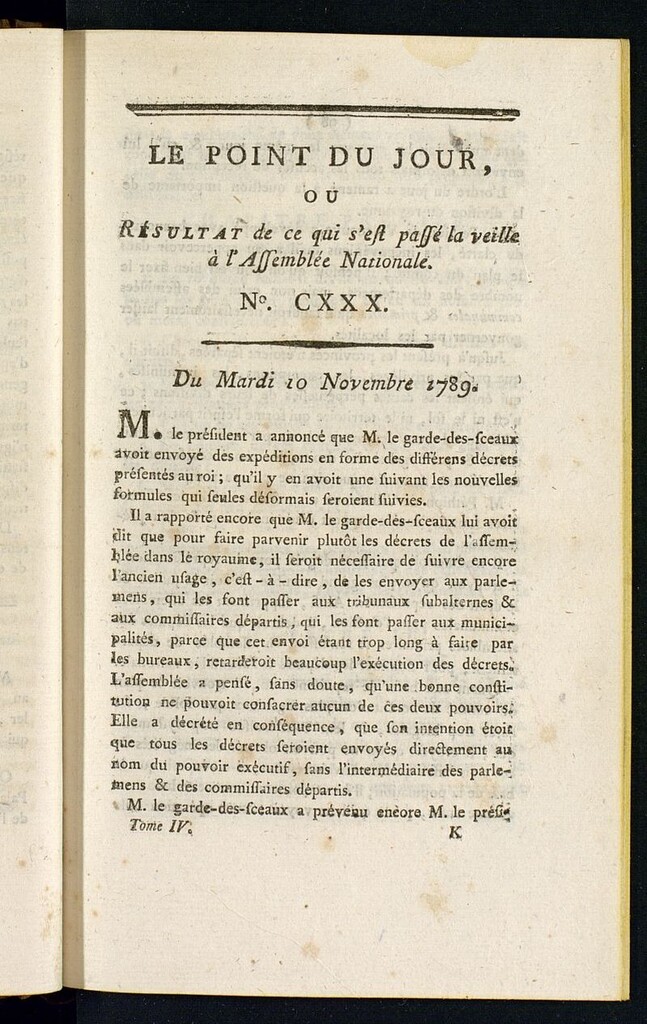 LE POINT DU JOUR,
OU
RÉSULTAT de ce qui s'eſt paſſé la veille
à l'Aſſemblée Nationale.
Nº. CXXX.
Du Mardi 10 Novembre 1789.
M. le préſident a annoncé que M. le garde-des-ſceaux
avoit envoyé des expéditions en forme des différens décrets
préſentés au roi ; qu'il y en avoit une ſuivant les nouvelles
formules qui ſeules déſormais ſeroient ſuivies.
Il a rapporté encore que M. le garde-des-ſceaux lui avoit
dit que pour faire parvenir plutôt les décrets de l'aſſem-
blée dans le royaume, il ſeroit néceſſaire de ſuivre encore
l'ancien uſage, c'eſt-à-dire, de les envoyer aux parle-
mens, qui les font paſſer aux tribunaux ſubalternes &
aux commiſſaires départis, qui les font paſſer aux munici-
palités, parce que cet envoi étant trop long à faire par
les bureaux, retarderoit beaucoup l'exécution des décrets.
L'aſſemblée a penſé, ſans doute, qu'une bonne conſti-
tution ne pouvoit conſacrer aucun de ces deux pouvoirs.
Elle a décrété en conſéquence, que ſon intention étoit
que tous les décrets ſeroient envoyés directement au
nom du pouvoir exécutif, ſans l'intermédiaire des parle-
mens & des commiſſaires départis.
M. le garde-des-ſceaux a prévenu encore M. le préſi-
Tome IV. K